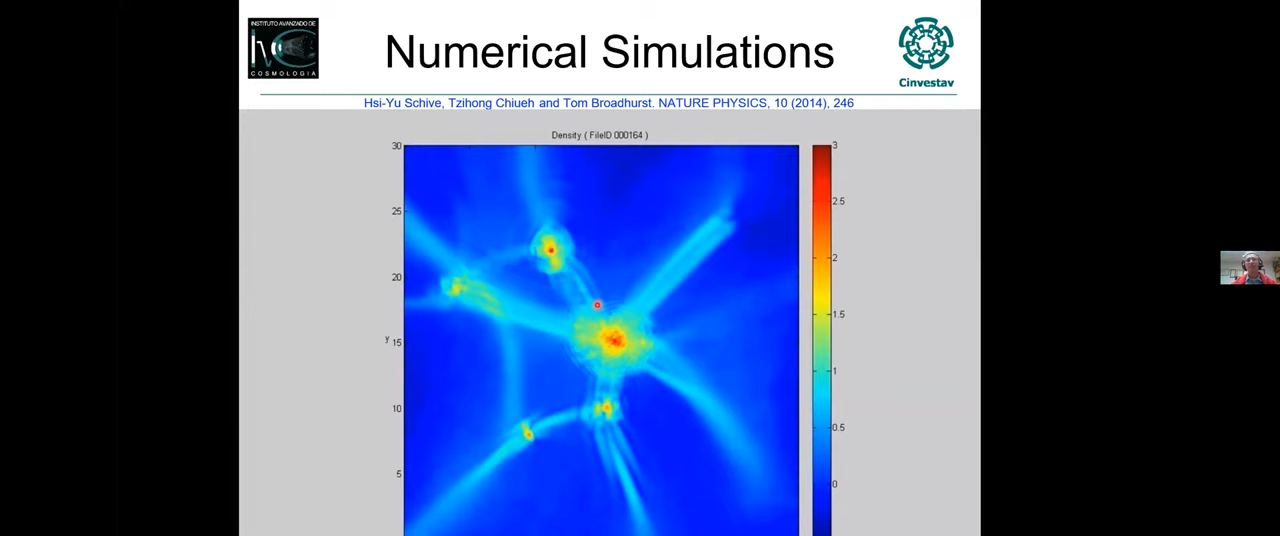 INSTITUTO AVANZADO DE
COSMOLOGIA
Numerical Simulations
Cinvestav
Hsi-Yu Schive, Tzihong Chiueh and Tom Broadhurst. NATURE PHYSICS, 10 (2014), 246
Density ( FileID 000164 )
30
25
20
y
15
10
5
3
2.5
2
1.5
1
0.5
0